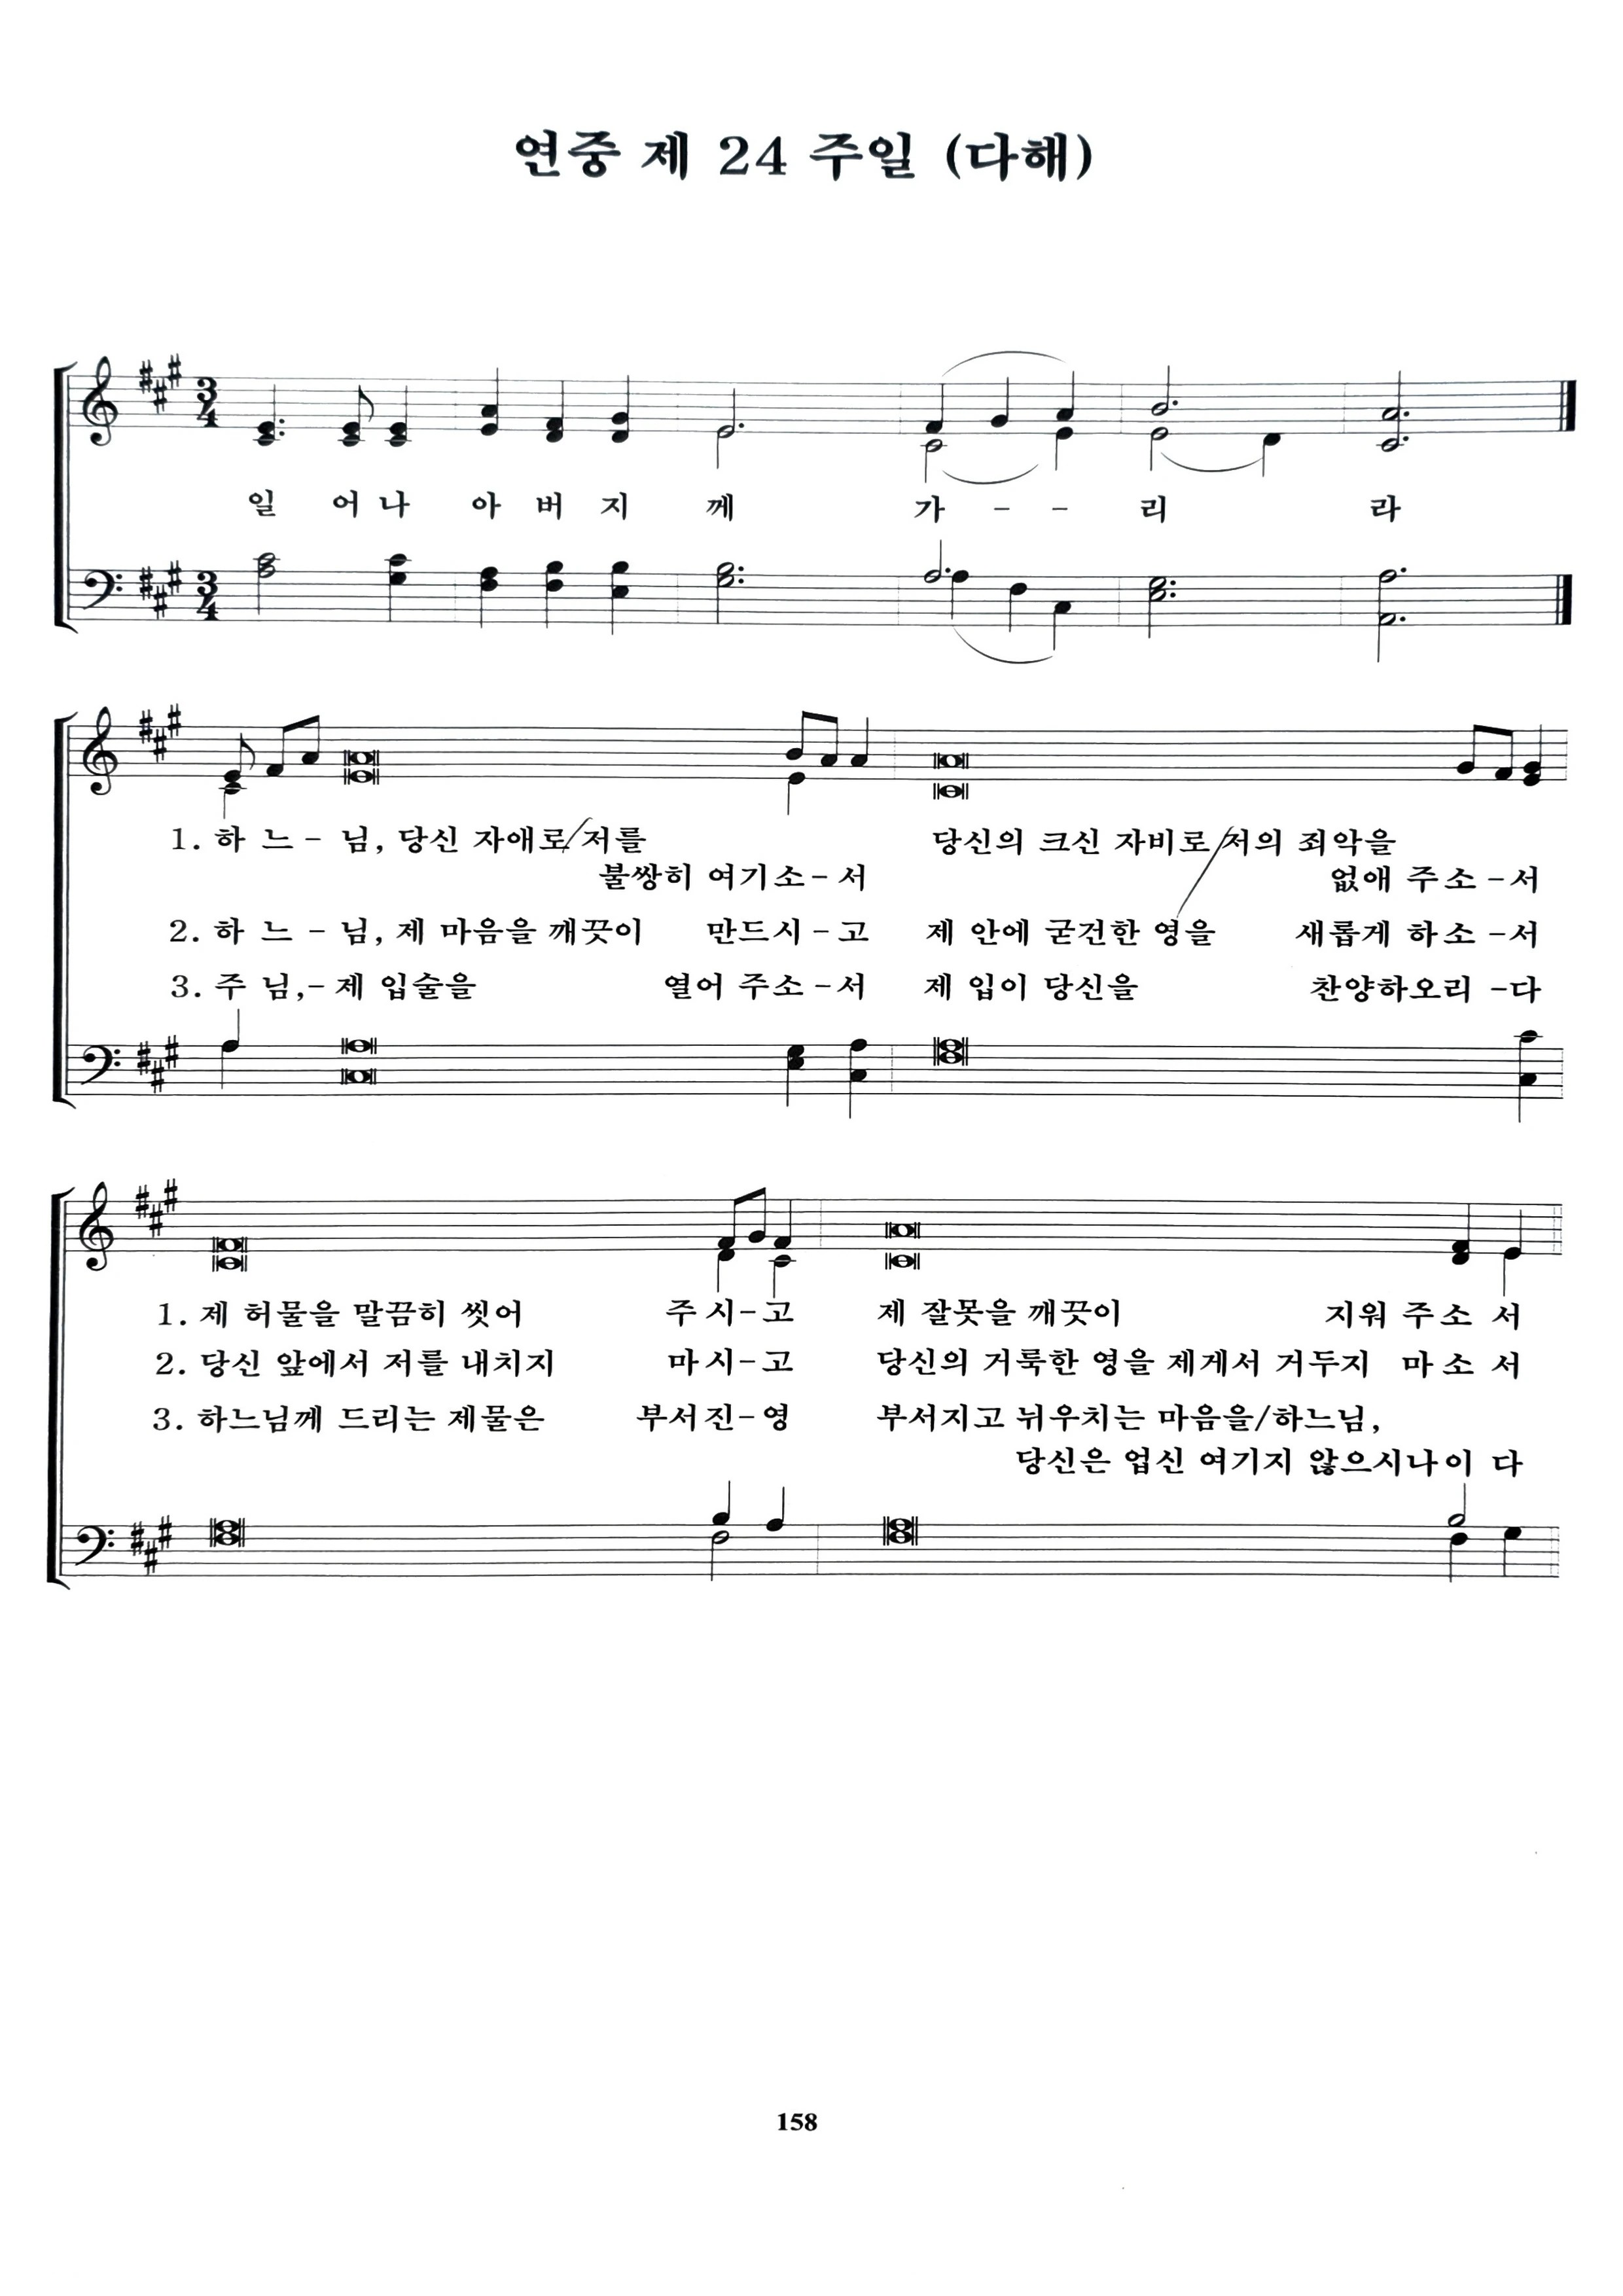 연중 제 24 주일 (다해)
3 4
일 어 나 아 버 지 께 가 - - 리 라
3 4
1. 하 느 - 님, 당신 자애로/저를 당신의 크신 자비로/저의 죄악을
불쌍히 여기소 - 서 없애 주소 - 서
2. 하 느 - 님, 제 마음을 깨끗이 만드시 - 고 제 안에 굳건한 영을 새롭게 하소 - 서
3. 주 님, - 제 입술을 열어 주소 - 서 제 입이 당신을 찬양하오리 - 다
1. 제 허물을 말끔히 씻어 주 시 - 고 제 잘못을 깨끗이 지워 주 소 서
2. 당신 앞에서 저를 내치지 마 시 - 고 당신의 거룩한 영을 제게서 거두지 마 소 서
3. 하느님께 드리는 제물은 부서진 - 영 부서지고 뉘우치는 마음을/하느님,
당신은 업신 여기지 않으시나이 다
158